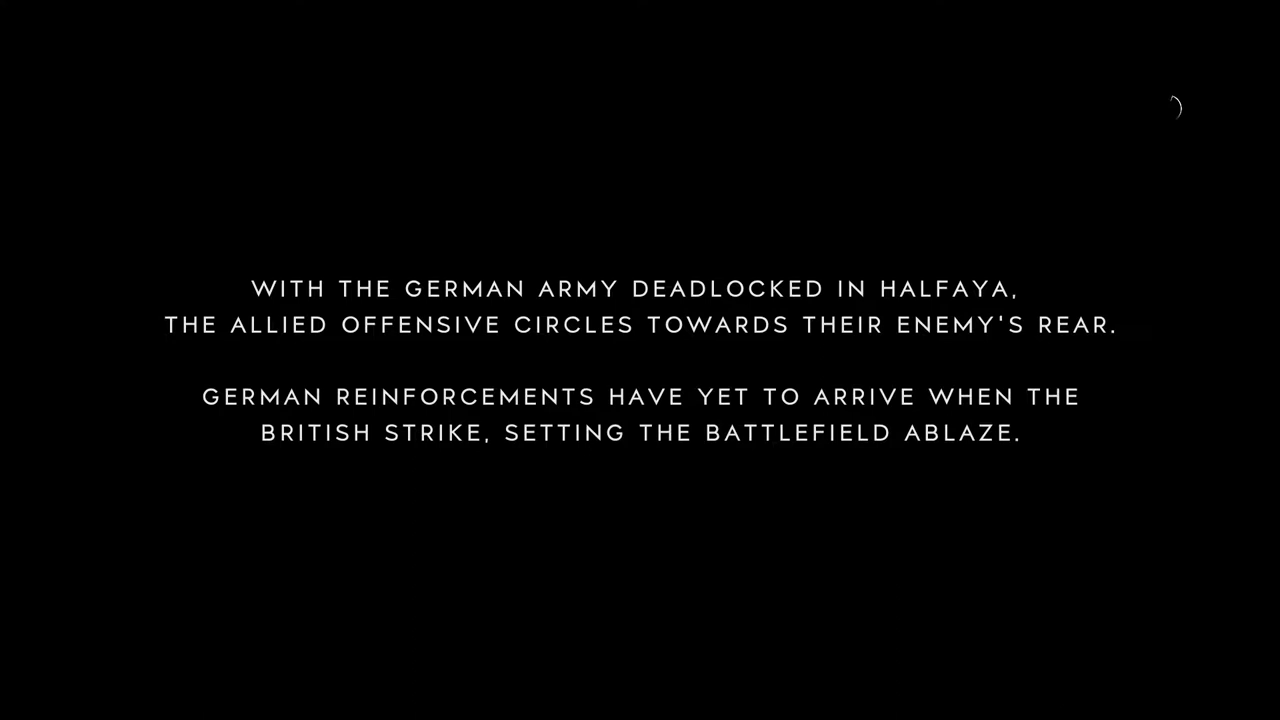 WITH THE GERMAN ARMY DEADLOCKED IN HALFAYA,
THE ALLIED OFFENSIVE CIRCLES TOWARDS THEIR ENEMY'S REAR.
GERMAN REINFORCEMENTS HAVE YET TO ARRIVE WHEN THE
BRITISH STRIKE, SETTING THE BATTLEFIELD ABLAZE.